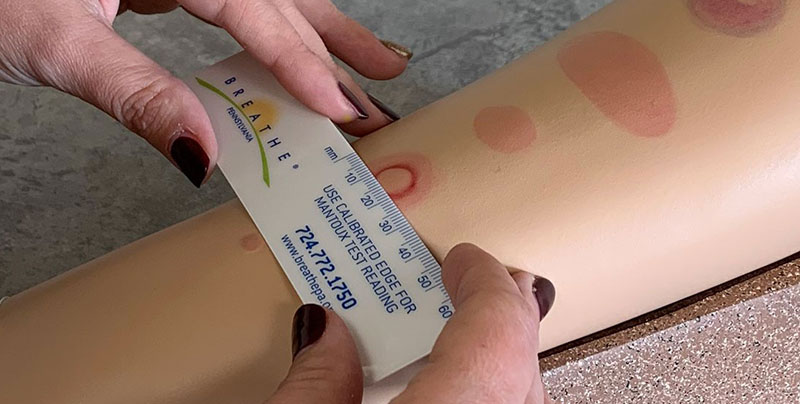 BREATHE®
PENNSYLVANIA
mm 10 20 30 40 50 60
USE CALIBRATED EDGE FOR
MANTOUX TEST READING
724.772.1750
www.breathepa.o